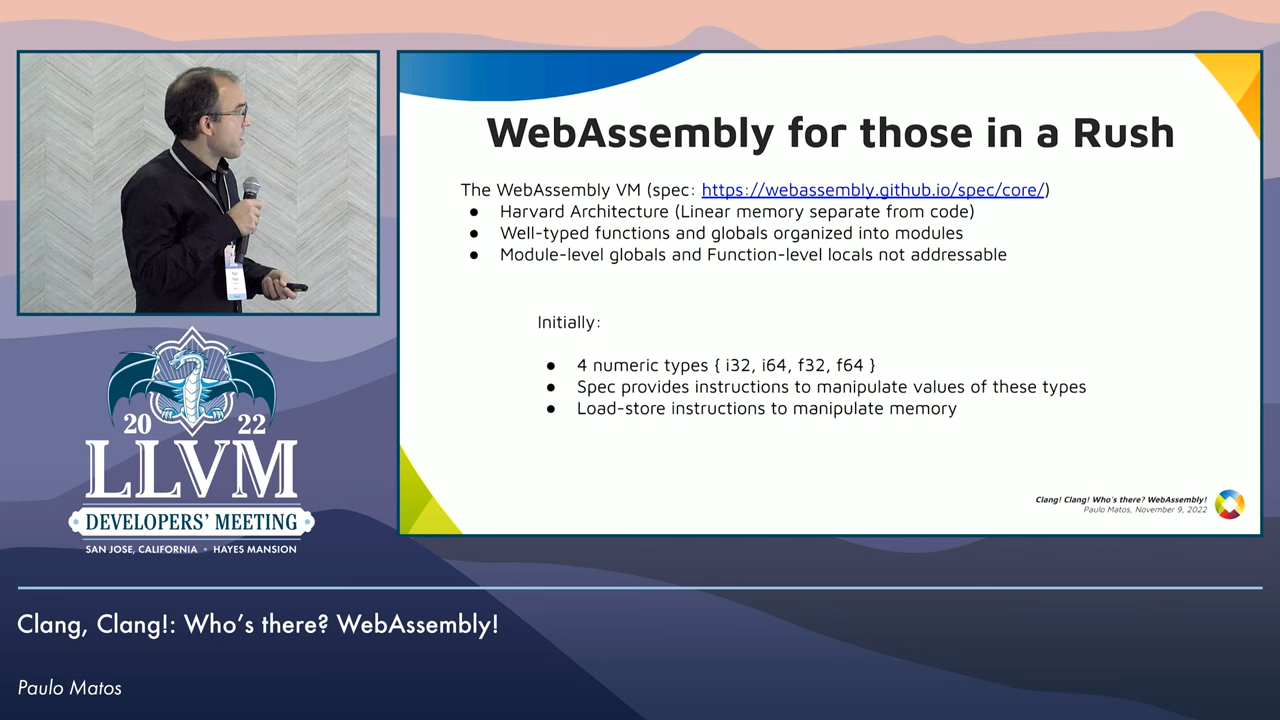 WebAssembly for those in a Rush
The WebAssembly VM (spec: https://webassembly.github.io/spec/core/)
● Harvard Architecture (Linear memory separate from code)
● Well-typed functions and globals organized into modules
● Module-level globals and Function-level locals not addressable
Initially:
● 4 numeric types { i32, i64, f32, f64 }
● Spec provides instructions to manipulate values of these types
● Load-store instructions to manipulate memory
Clang! Clang! Who's there? WebAssembly!
Paulo Matos, November 9, 2022
20 22
LLVM
DEVELOPERS' MEETING
SAN JOSE, CALIFORNIA • HAYES MANSION
Clang, Clang!: Who's there? WebAssembly!
Paulo Matos